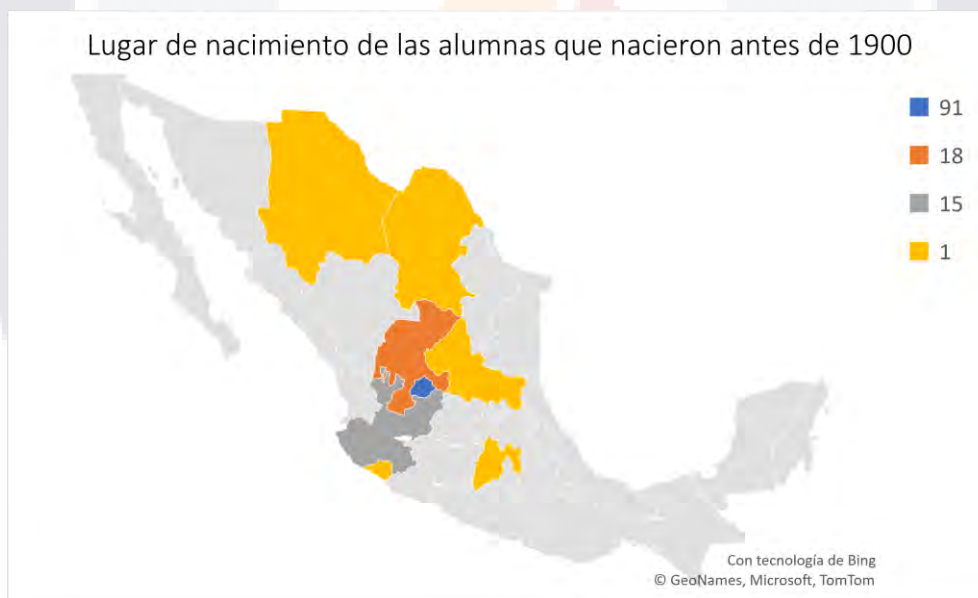 Lugar de nacimiento de las alumnas que nacieron antes de 1900
91
18
15
1
Con tecnología de Bing
© GeoNames, Microsoft, TomTom